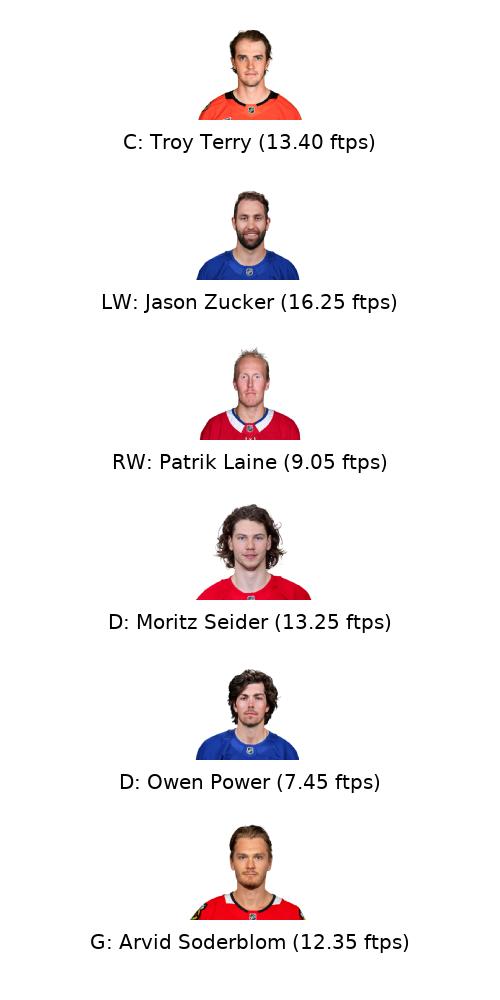 C: Troy Terry (13.40 ftps)
LW: Jason Zucker (16.25 ftps)
RW: Patrik Laine (9.05 ftps)
D: Moritz Seider (13.25 ftps)
D: Owen Power (7.45 ftps)
G: Arvid Soderblom (12.35 ftps)